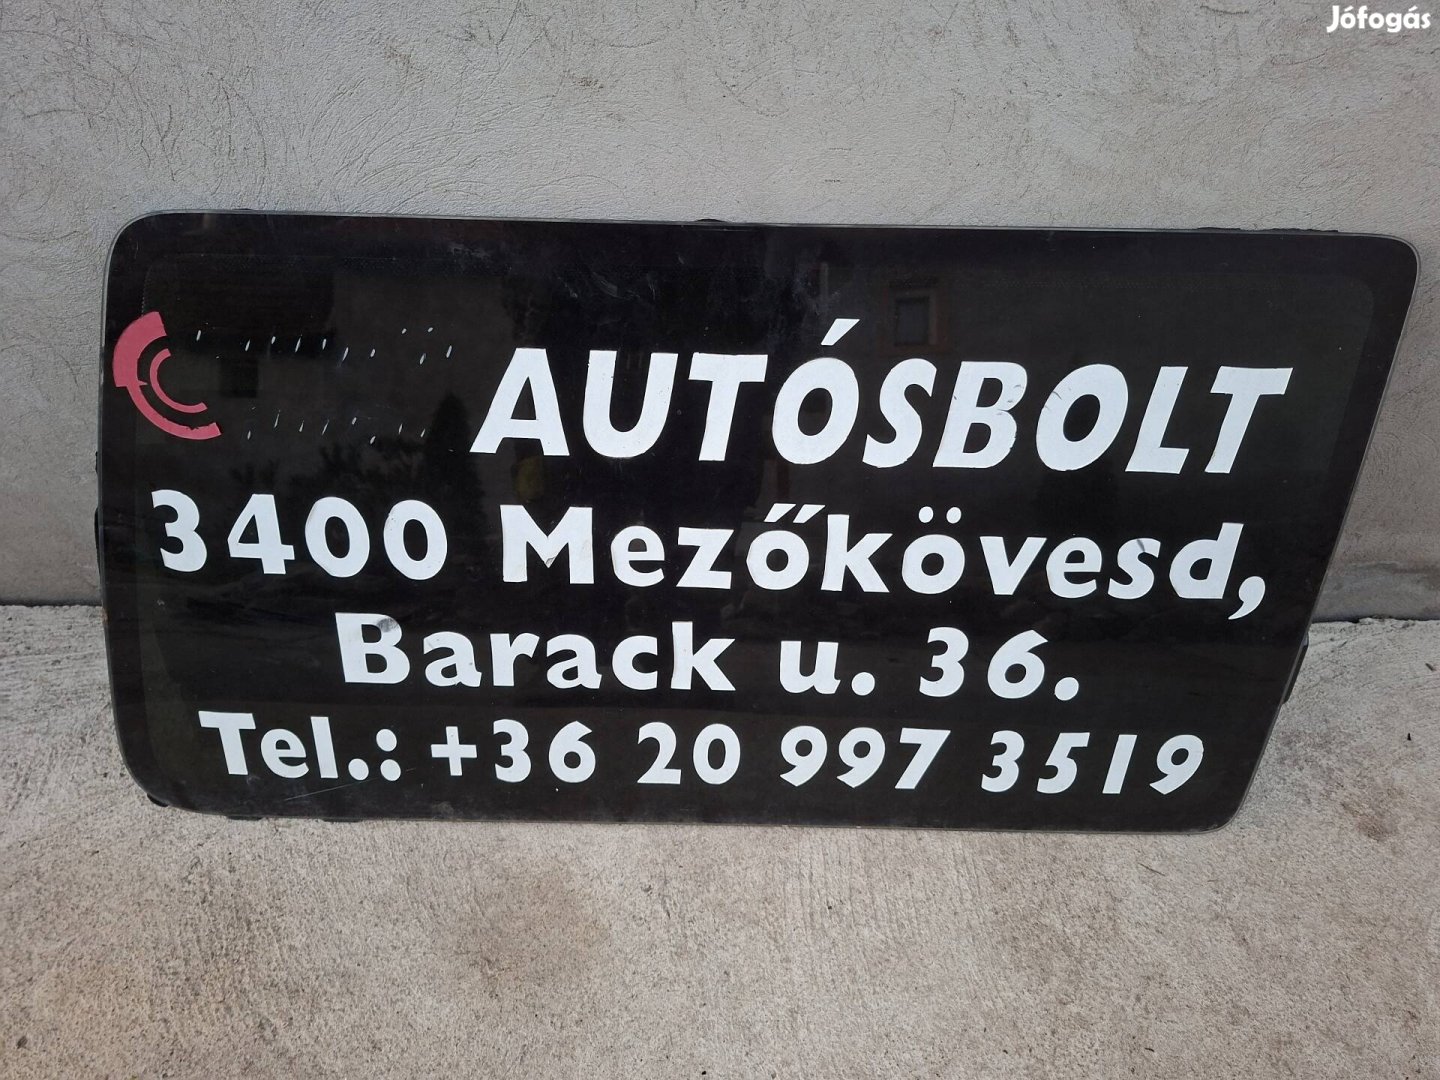 Jófogás
AUTÓSBOLT
3400 Mezőkövesd,
Barack u. 36.
Tel.: +36 20 997 3519